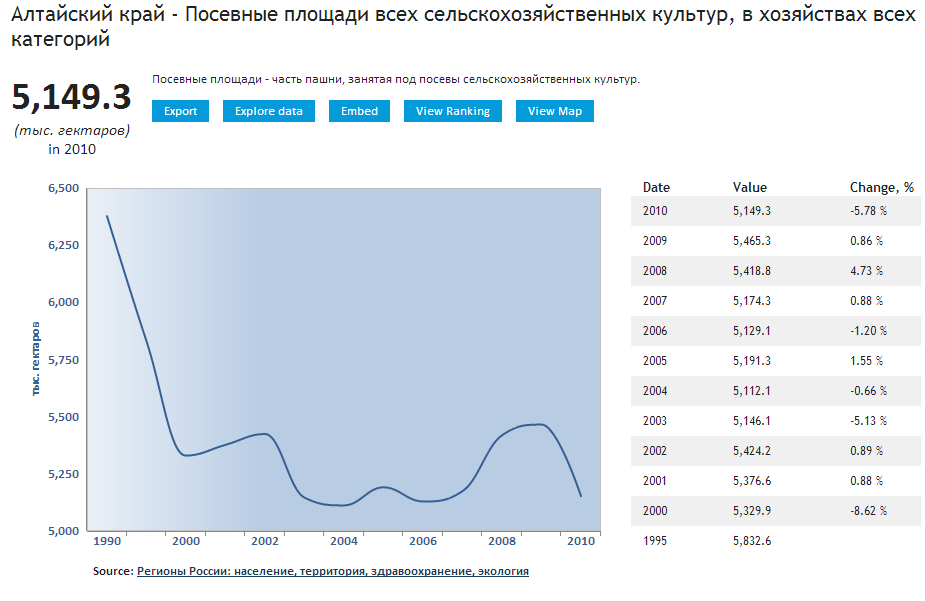 Алтайский край - Посевные площади всех сельскохозяйственных культур, в хозяйствах всех
категорий
5,149.3
(тыс. гектаров)
in 2010
Посевные площади - часть пашни, занятая под посевы сельскохозяйственных культур.
Export Explore data Embed View Ranking View Map
6,500
6,250
6,000
5,750
5,500
5,250
5,000
тыс. гектаров
1990 2000 2002 2004 2006 2008 2010
Source: Регионы России: население, территория, здравоохранение, экология
Date Value Change, %
2010 5,149.3 -5.78 %
2009 5,465.3 0.86 %
2008 5,418.8 4.73 %
2007 5,174.3 0.88 %
2006 5,129.1 -1.20 %
2005 5,191.3 1.55 %
2004 5,112.1 -0.66 %
2003 5,146.1 -5.13 %
2002 5,424.2 0.89 %
2001 5,376.6 0.88 %
2000 5,329.9 -8.62 %
1995 5,832.6